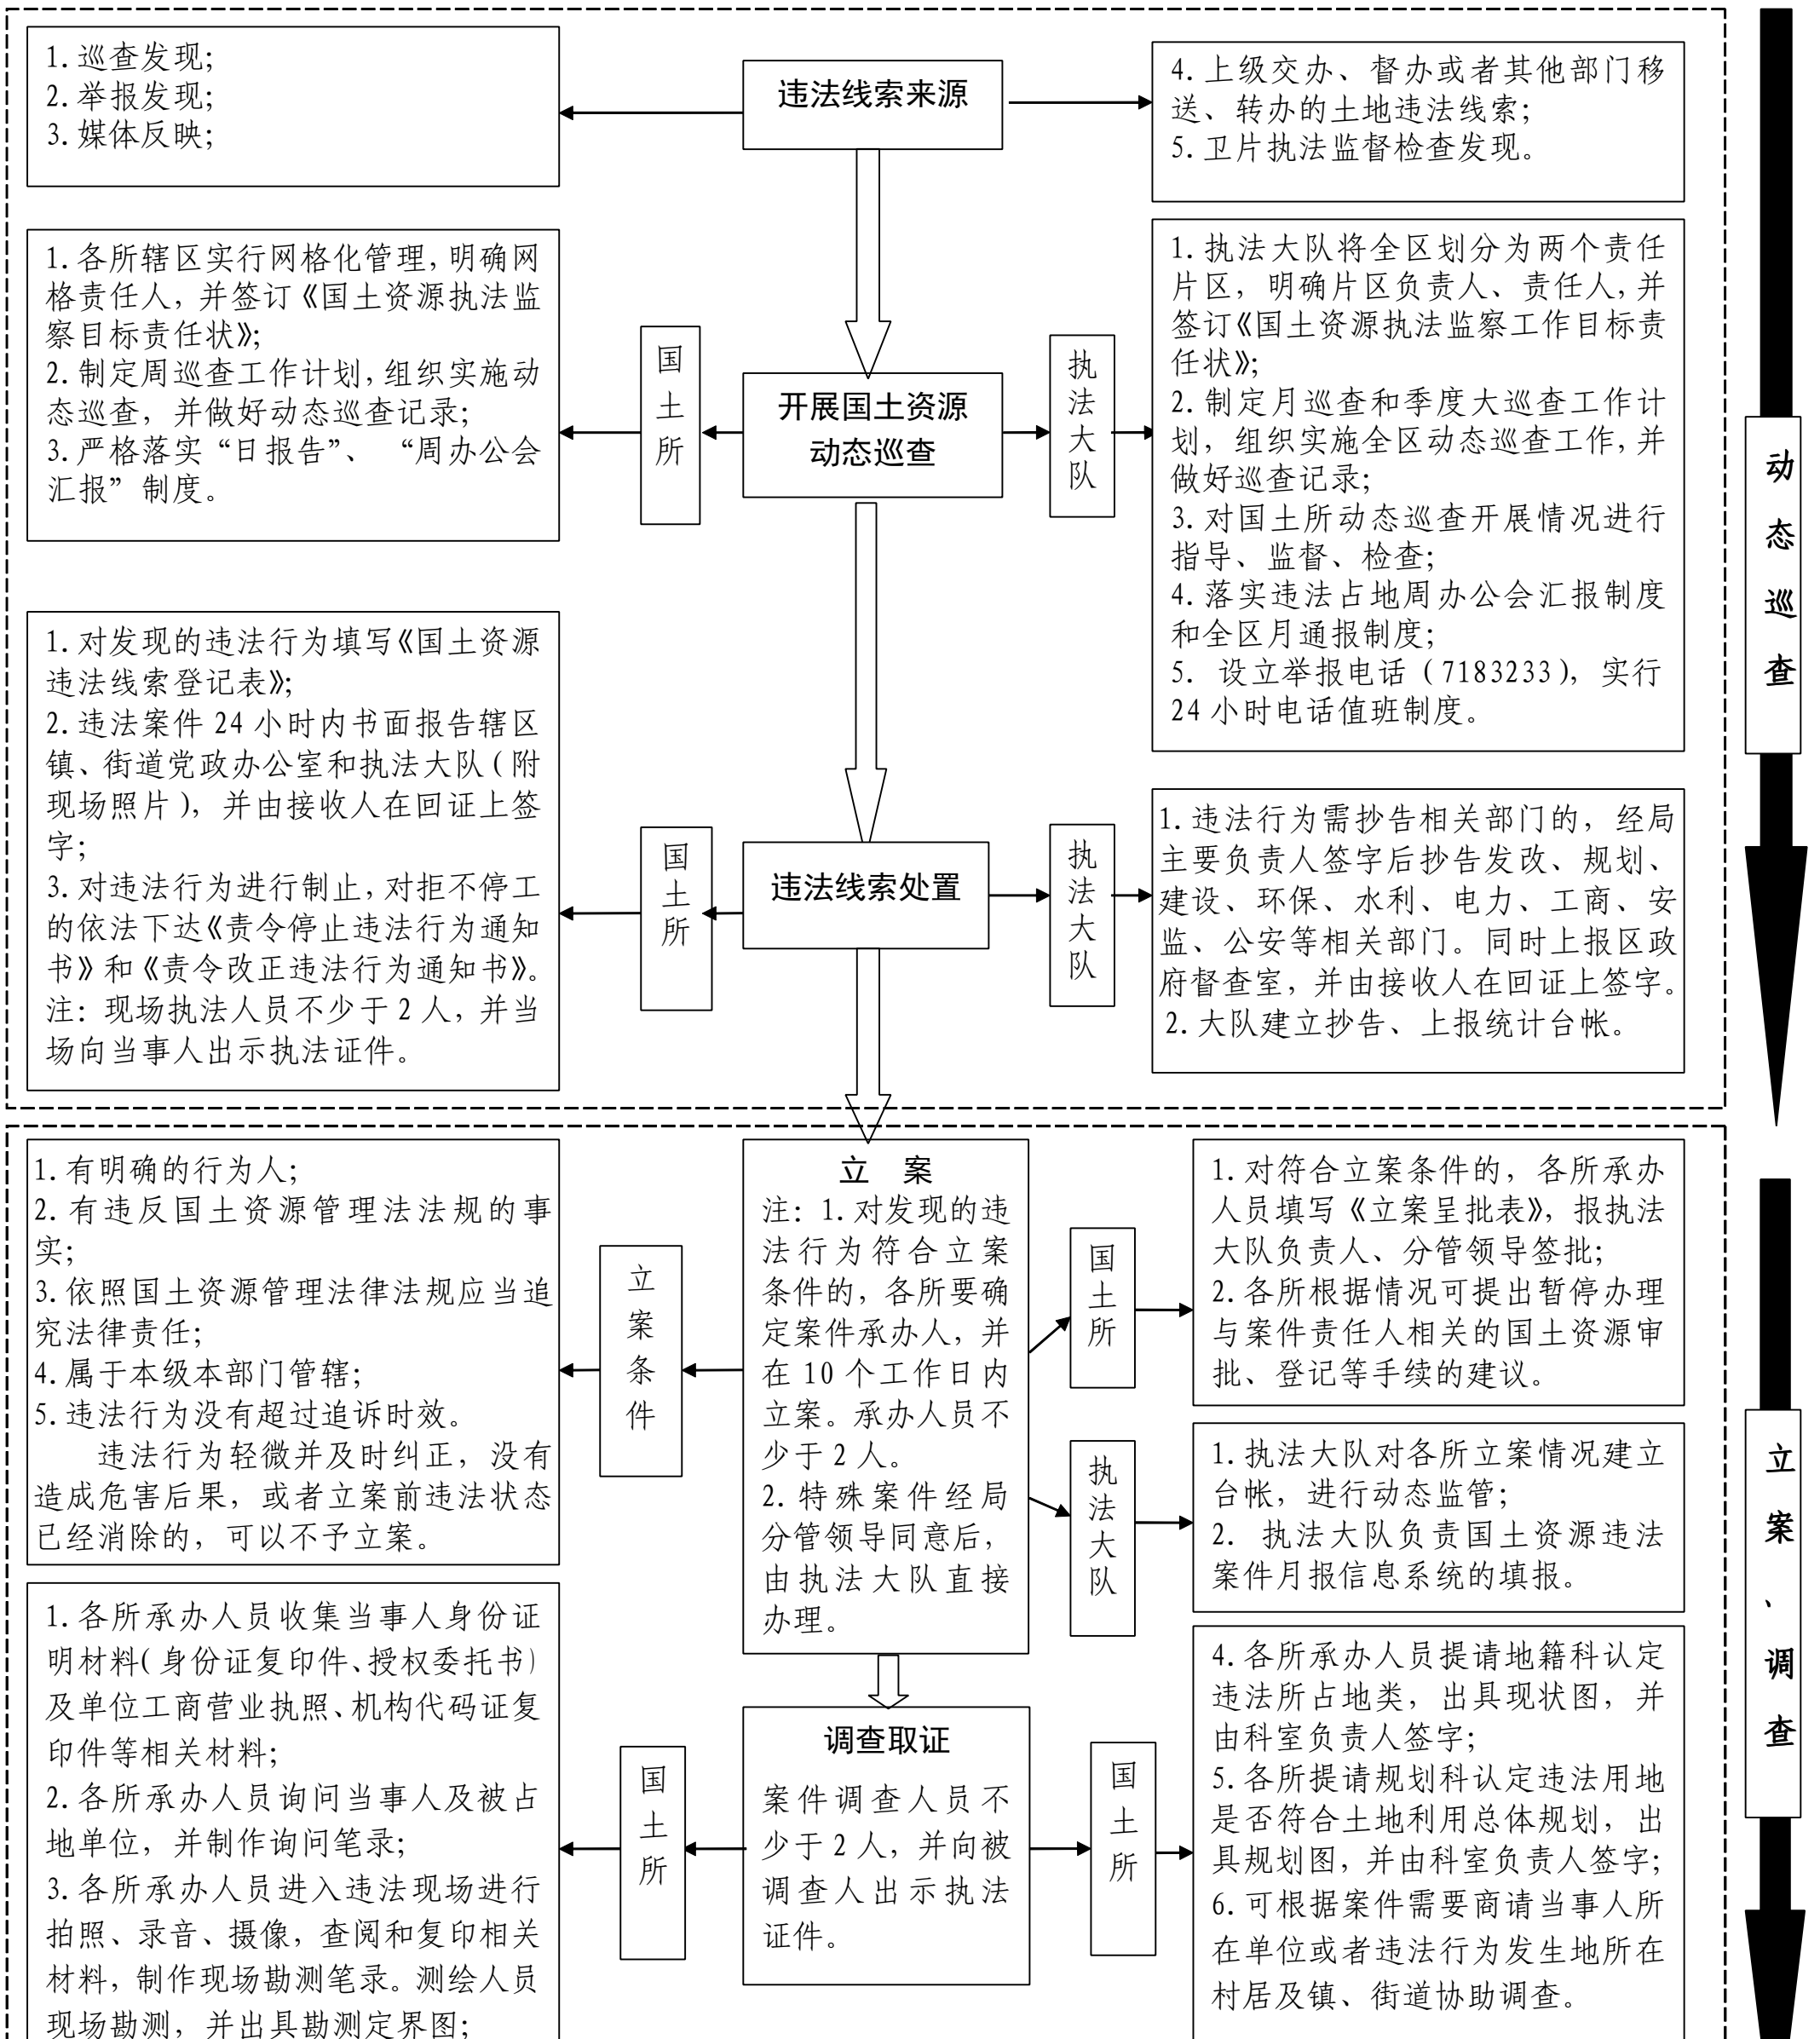 1.巡查发现；
2.举报发现；
3.媒体反映；
违法线索来源
4.上级交办、督办或者其他部门移
送、转办的土地违法线索；
5.卫片执法监督检查发现。
1.各所辖区实行网格化管理，明确网
格责任人，并签订《国土资源执法监
察目标责任状》；
2.制定周巡查工作计划，组织实施动
态巡查，并做好动态巡查记录；
3.严格落实“日报告”、“周办公会
汇报”制度。
国土所
开展国土资源
动态巡查
执法大队
1.执法大队将全区划分为两个责任
片区，明确片区负责人、责任人，并
签订《国土资源执法监察工作目标责
任状》；
2.制定月巡查和季度大巡查工作计
划，组织实施全区动态巡查工作，并
做好巡查记录；
3.对国土所动态巡查开展情况进行
指导、监督、检查；
4.落实违法占地周办公会汇报制度
和全区月通报制度；
5. 设立举报电话（7183233），实行
24小时电话值班制度。
动态巡查
1.对发现的违法行为填写《国土资源
违法线索登记表》；
2.违法案件24小时内书面报告辖区
镇、街道党政办公室和执法大队（附
现场照片），并由接收人在回证上签
字；
3.对违法行为进行制止，对拒不停工
的依法下达《责令停止违法行为通知
书》和《责令改正违法行为通知书》。
注：现场执法人员不少于2人，并当
场向当事人出示执法证件。
国土所
违法线索处置
执法大队
1.违法行为需抄告相关部门的，经局
主要负责人签字后抄告发改、规划、
建设、环保、水利、电力、工商、安
监、公安等相关部门。同时上报区政
府督查室，并由接收人在回证上签字。
2.大队建立抄告、上报统计台帐。
1.有明确的行为人；
2.有违反国土资源管理法法规的事
实；
3.依照国土资源管理法律法规应当追
究法律责任；
4.属于本级本部门管辖；
5.违法行为没有超过追诉时效。
违法行为轻微并及时纠正，没有
造成危害后果，或者立案前违法状态
已经消除的，可以不予立案。
立案条件
立 案
注：1.对发现的违
法行为符合立案
条件的，各所要确
定案件承办人，并
在10个工作日内
立案。承办人员不
少于2人。
2.特殊案件经局
分管领导同意后，
由执法大队直接
办理。
国土所
1.对符合立案条件的，各所承办
人员填写《立案呈批表》，报执法
大队负责人、分管领导签批；
2.各所根据情况可提出暂停办理
与案件责任人相关的国土资源审
批、登记等手续的建议。
执法大队
1.执法大队对各所立案情况建立
台帐，进行动态监管；
2. 执法大队负责国土资源违法
案件月报信息系统的填报。
立案、调查
1.各所承办人员收集当事人身份证
明材料（身份证复印件、授权委托书）
及单位工商营业执照、机构代码证复
印件等相关材料；
2.各所承办人员询问当事人及被占
地单位，并制作询问笔录；
3.各所承办人员进入违法现场进行
拍照、录音、摄像，查阅和复印相关
材料，制作现场勘测笔录。测绘人员
现场勘测，并出具勘测定界图；
国土所
调查取证
案件调查人员不
少于2人，并向被
调查人出示执法
证件。
国土所
4.各所承办人员提请地籍科认定
违法所占地类，出具现状图，并
由科室负责人签字；
5.各所提请规划科认定违法用地
是否符合土地利用总体规划，出
具规划图，并由科室负责人签字；
6.可根据案件需要商请当事人所
在单位或者违法行为发生地所在
村居及镇、街道协助调查。